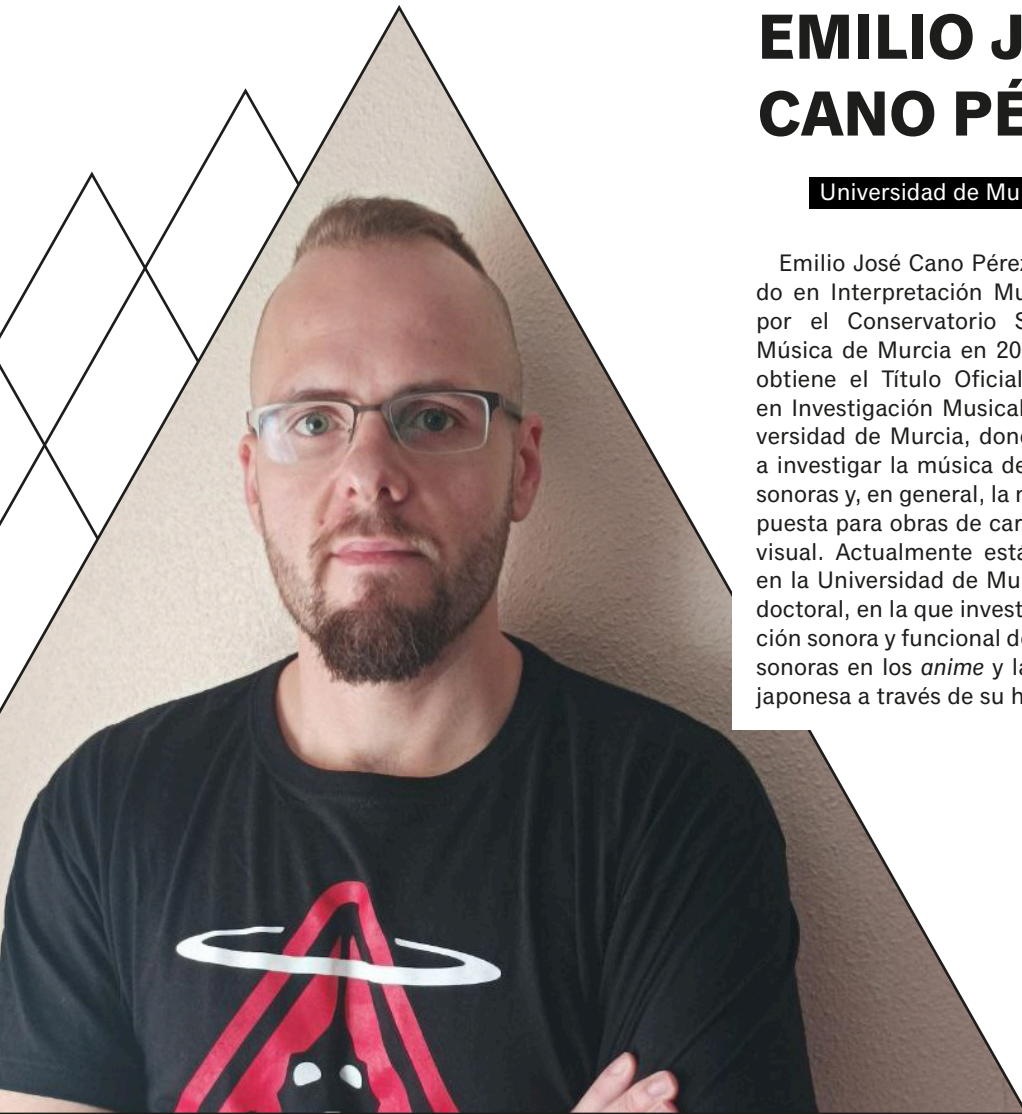 EMILIO J
CANO PÉ
Universidad de Mu
Emilio José Cano Pérez
do en Interpretación Mu
por el Conservatorio S
Música de Murcia en 20
obtiene el Título Oficial
en Investigación Musical
versidad de Murcia, donc
a investigar la música de
sonoras y, en general, la
puesta para obras de car
visual. Actualmente está
en la Universidad de Mu
doctoral, en la que invest
ción sonora y funcional de
sonoras en los anime y la
japonesa a través de su h